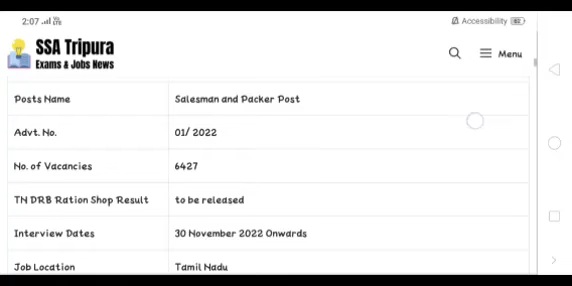 2:07
Accessibility
SSA Tripura
Exams & Jobs News
Menu
Posts Name Salesman and Packer Post
Advt. No. 01/ 2022
No. of Vacancies 6427
TN DRB Ration Shop Result to be released
Interview Dates 30 November 2022 Onwards
Job Location Tamil Nadu